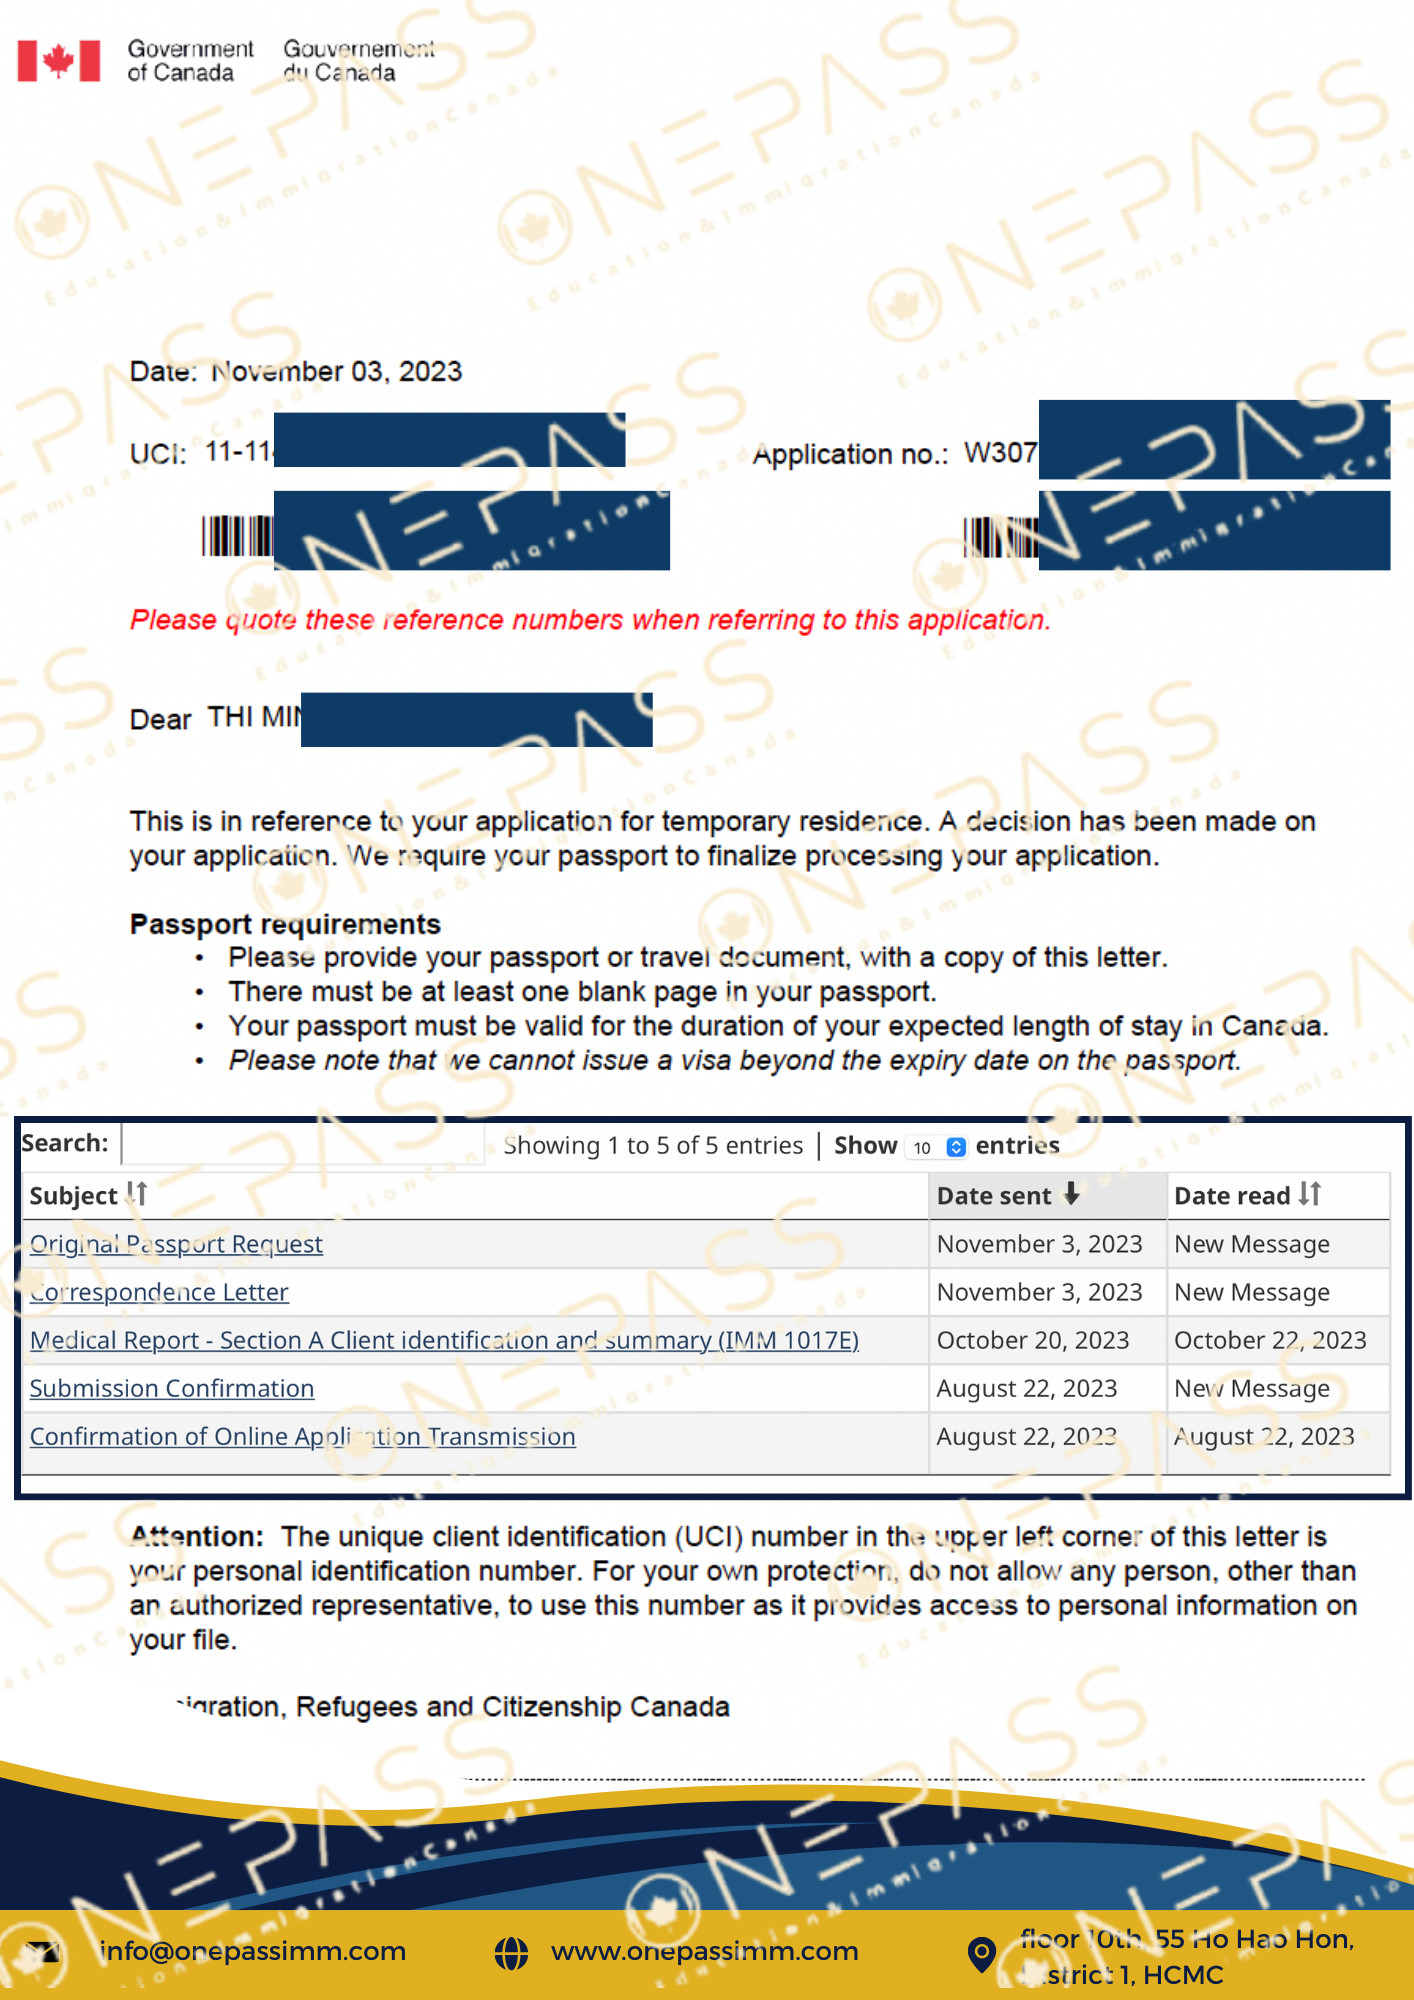 Government of Canada
Gouvernement du Canada
Date: November 03, 2023
UCI: 11-114
Application no.: W307
Please quote these reference numbers when referring to this application.
Dear THI MIN
This is in reference to your application for temporary residence. A decision has been made on
your application. We require your passport to finalize processing your application.
Passport requirements
• Please provide your passport or travel document, with a copy of this letter.
• There must be at least one blank page in your passport.
• Your passport must be valid for the duration of your expected length of stay in Canada.
• Please note that we cannot issue a visa beyond the expiry date on the passport.
Search: Showing 1 to 5 of 5 entries | Show 10 entries
Subject Date sent Date read
Original Passport Request November 3, 2023 New Message
Correspondence Letter November 3, 2023 New Message
Medical Report - Section A Client identification and summary (IMM 1017E) October 20, 2023 October 22, 2023
Submission Confirmation August 22, 2023 New Message
Confirmation of Online Application Transmission August 22, 2023 August 22, 2023
Attention: The unique client identification (UCI) number in the upper left corner of this letter is
your personal identification number. For your own protection, do not allow any person, other than
an authorized representative, to use this number as it provides access to personal information on
your file.
igration, Refugees and Citizenship Canada
info@onepassimm.com
www.onepassimm.com
floor 10th, 55 Ho Hao Hon,
District 1, HCMC
ONEPASS
Education&ImmigrationCanada